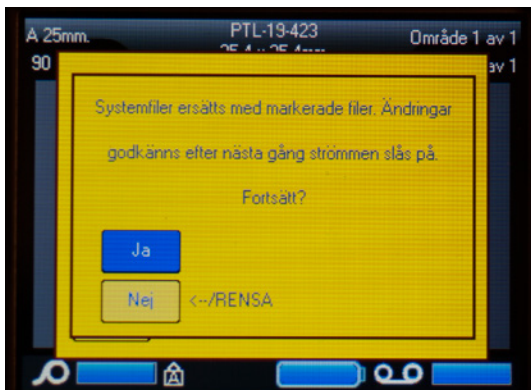 A 25mm. PTL-19-423 Område 1 av 1
90 av 1
Systemfiler ersätts med markerade filer. Ändringar
godkänns efter nästa gång strömmen slås på.
Fortsätt?
Ja
Nej <--/RENSA
A